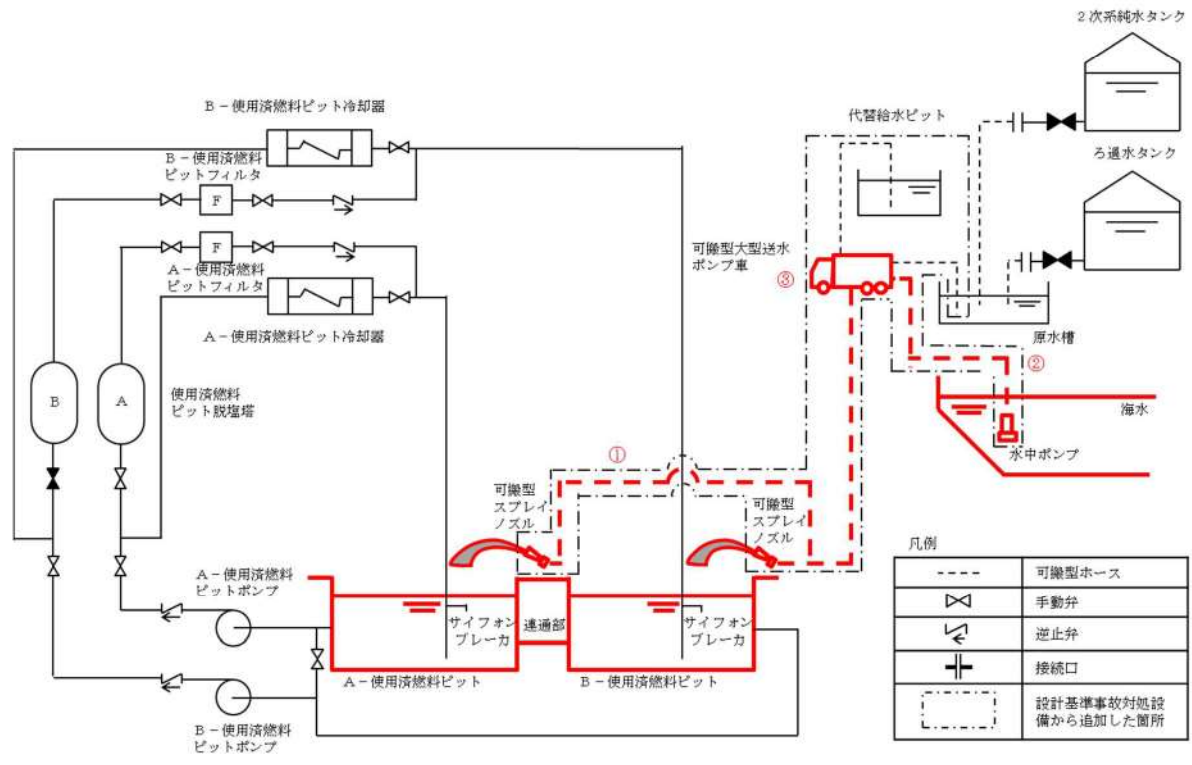 ２次系純水タンク
代替給水ピット
ろ過水タンク
B－使用済燃料ピット冷却器
B－使用済燃料
ピットフィルタ
F
F
A－使用済燃料
ピットフィルタ
A－使用済燃料ピット冷却器
可搬型大型送水
ポンプ車
③
原水槽
②
海水
水中ポンプ
B
A
使用済燃料
ピット脱塩塔
①
可搬型
スプレイ
ノズル
可搬型
スプレイ
ノズル
A－使用済燃料
ピットポンプ
サイフォン
ブレーカ
連通部
サイフォン
ブレーカ
A－使用済燃料ピット
B－使用済燃料ピット
B－使用済燃料
ピットポンプ
凡例
可搬型ホース
手動弁
逆止弁
接続口
設計基準事故対処設
備から追加した箇所